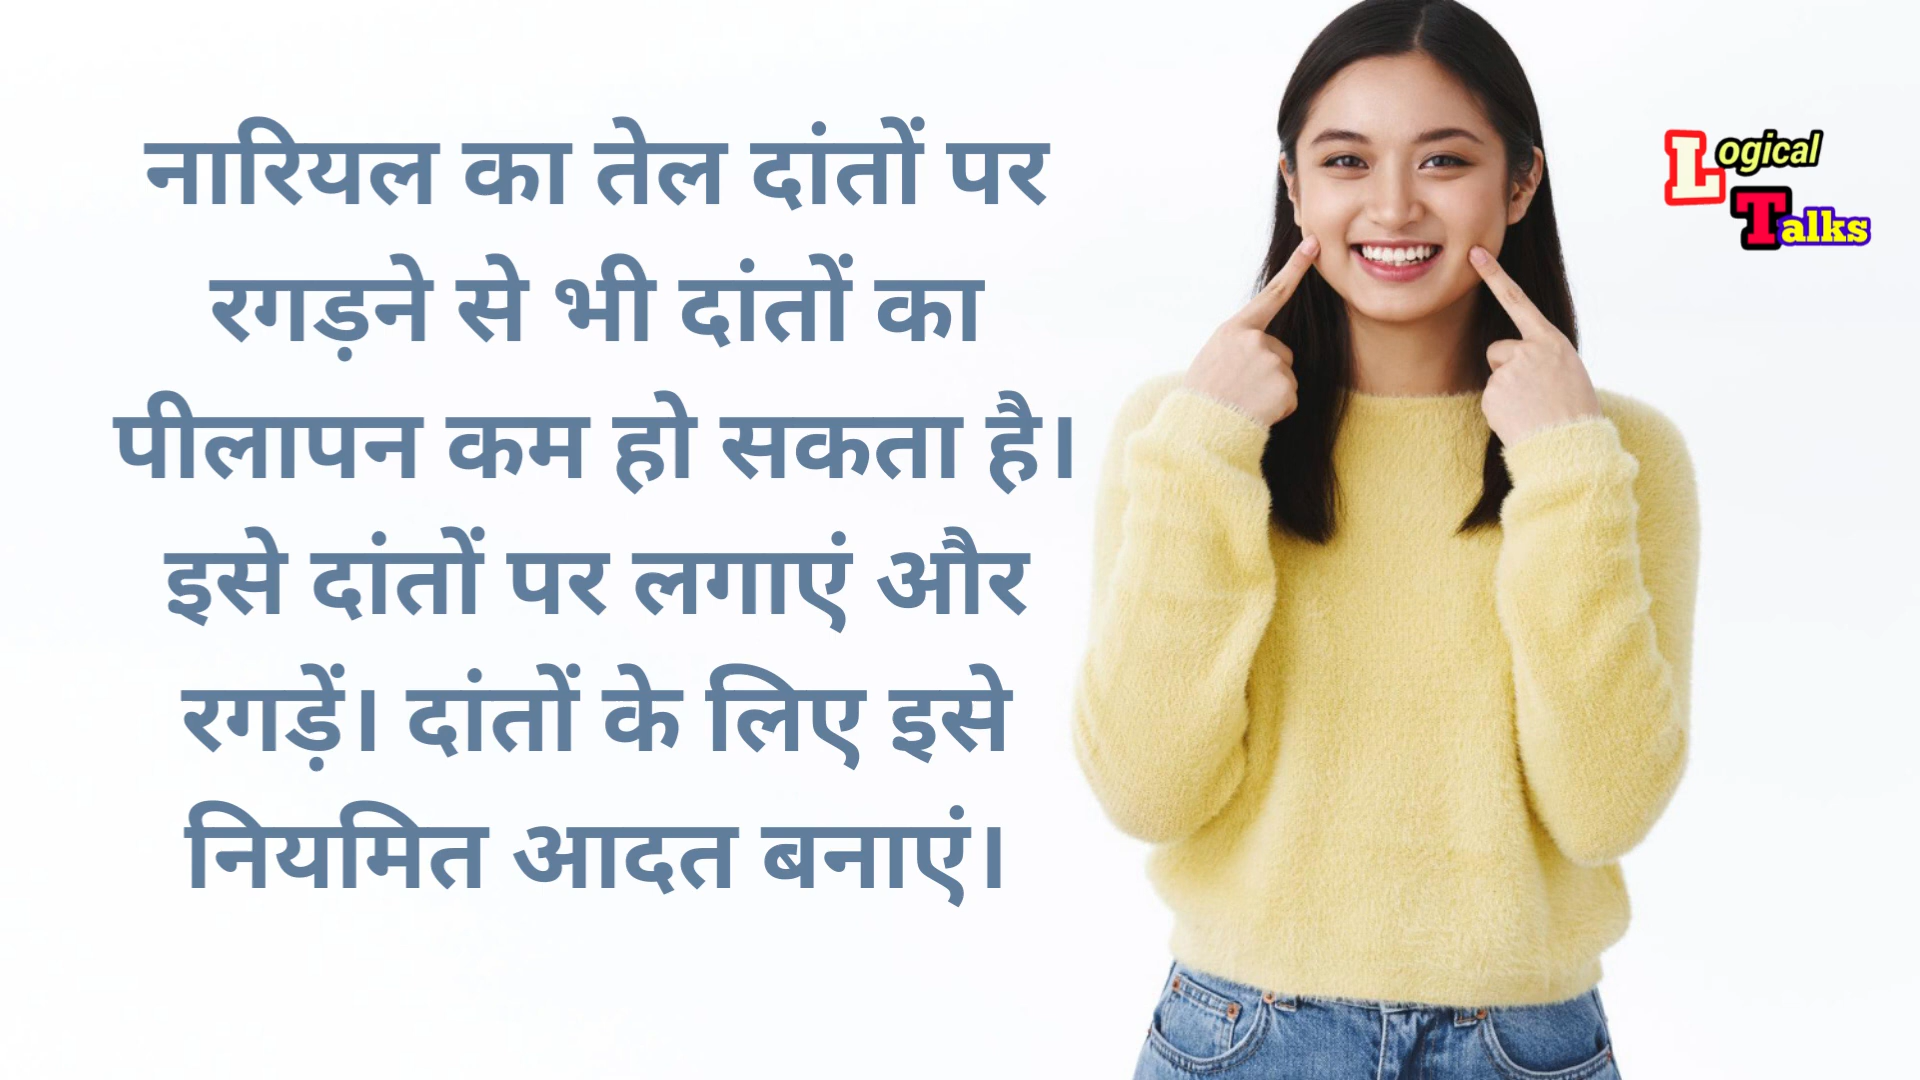 नारियल का तेल दांतों पर
रगड़ने से भी दांतों का
पीलापन कम हो सकता है।
इसे दांतों पर लगाएं और
रगड़ें। दांतों के लिए इसे
नियमित आदत बनाएं।
Logical
Talks